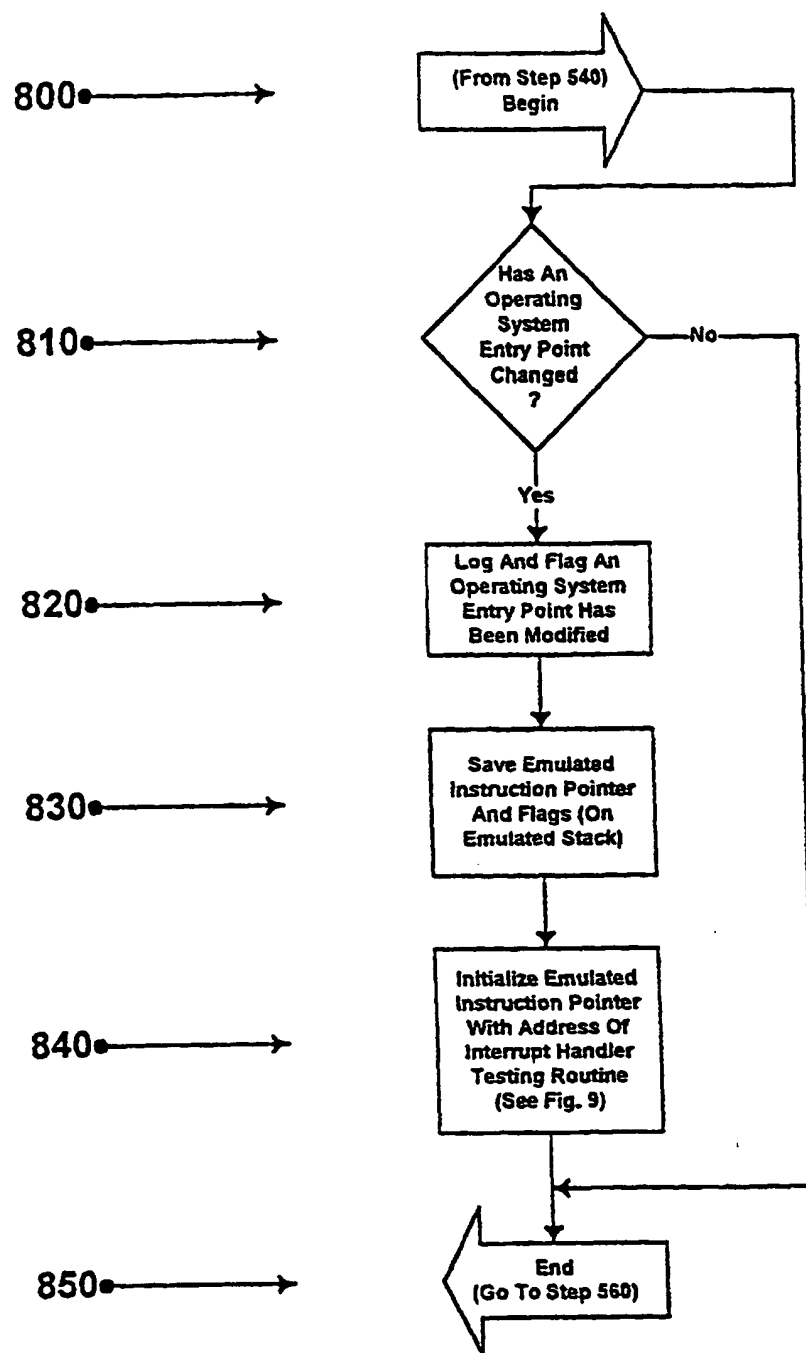 800
(From Step 540)
Begin
810
Has An
Operating
System
Entry Point
Changed
?
No
Yes
820
Log And Flag An
Operating System
Entry Point Has
Been Modified
830
Save Emulated
Instruction Pointer
And Flags (On
Emulated Stack)
840
Initialize Emulated
Instruction Pointer
With Address Of
Interrupt Handler
Testing Routine
(See Fig. 9)
850
End
(Go To Step 560)